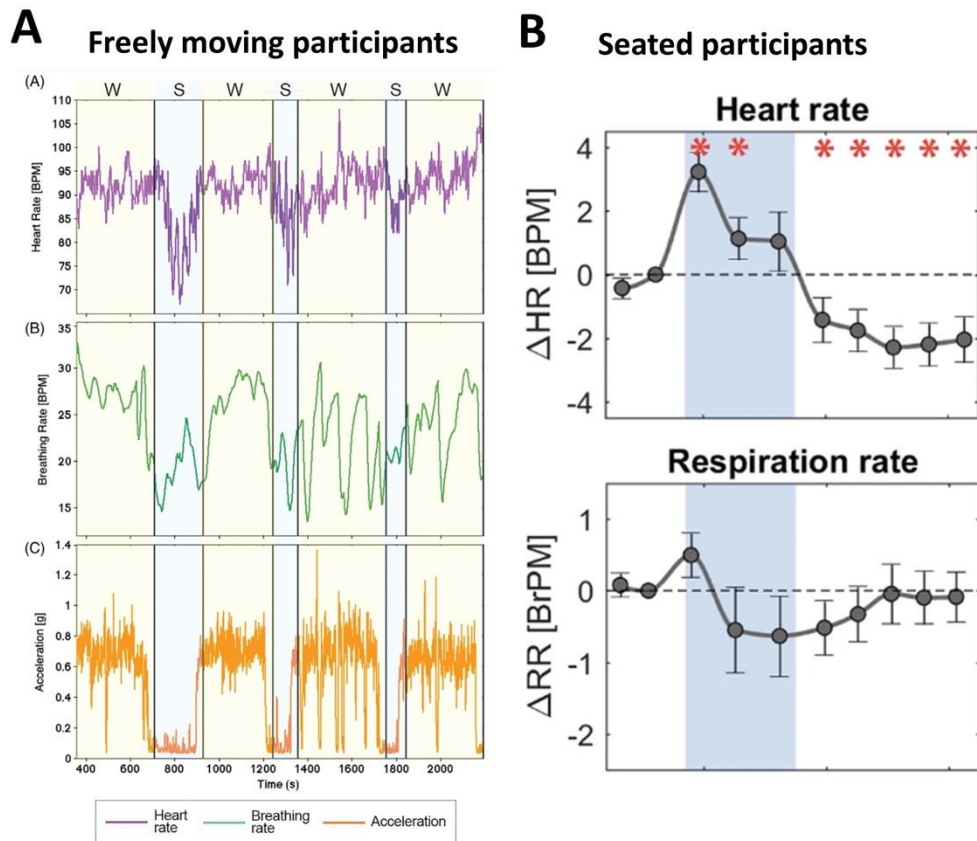 A Freely moving participants
(A)
W S W S W S W
110
105
100
95
90
85
80
75
70
Heart Rate [BPM]
(B)
35
30
25
20
15
Breathing Rate [BPM]
(C)
1.4
1.2
1
0.8
0.6
0.4
0.2
0
Acceleration [g]
400 600 800 1000 1200 1400 1600 1800 2000
Time (s)
Heart rate
Breathing rate
Acceleration
B Seated participants
Heart rate
4
2
0
-2
-4
ΔHR [BPM]
* * * * * * *
Respiration rate
1
0
-1
-2
ΔRR [BrPM]